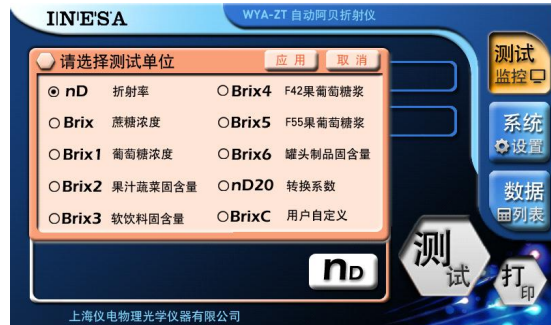 INESA
WYA-ZT 自动阿贝折射仪
请选择测试单位 应 用 取 消
nD 折射率 Brix4 F42果葡萄糖浆
Brix 蔗糖浓度 Brix5 F55果葡萄糖浆
Brix1 葡萄糖浓度 Brix6 罐头制品固含量
Brix2 果汁蔬菜固含量 nD20 转换系数
Brix3 软饮料固含量 BrixC 用户自定义
nD
测试
监控
系统
设置
数据
列表
测试
打印
上海仪电物理光学仪器有限公司